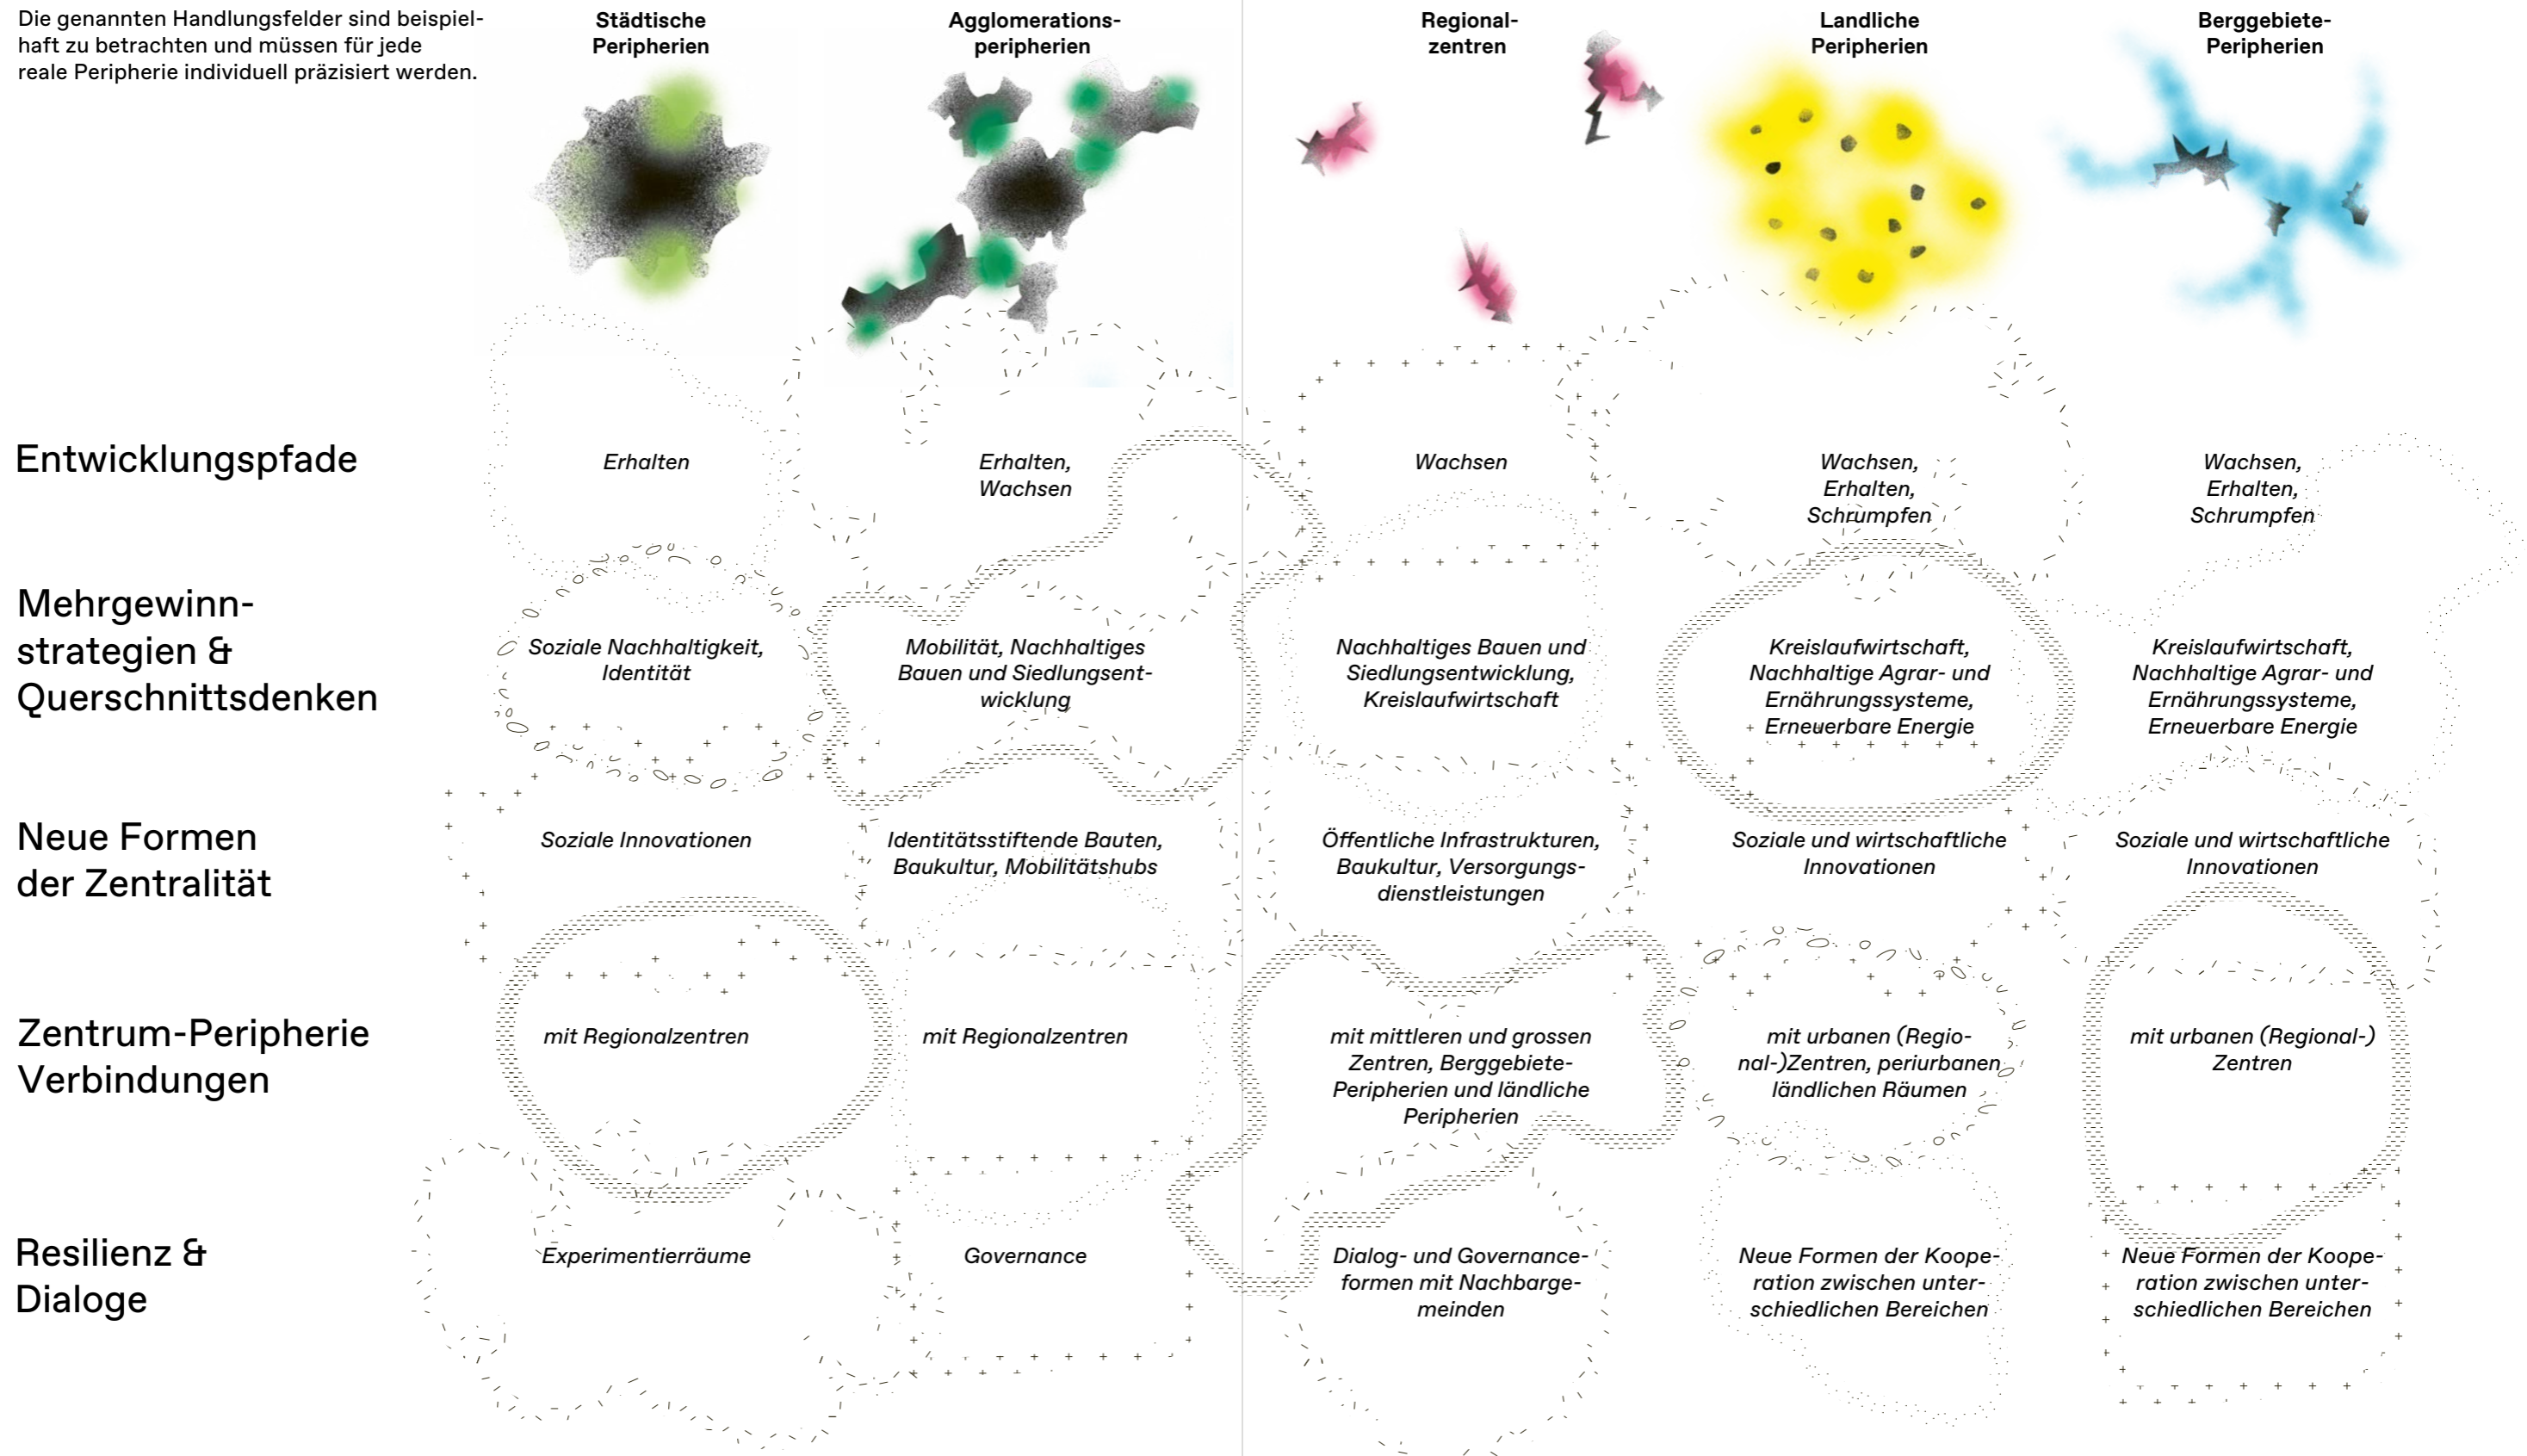 Die genannten Handlungsfelder sind beispiel-
haft zu betrachten und müssen für jede
reale Peripherie individuell präzisiert werden.
Städtische
Peripherien
Agglomerations-
peripherien
Regional-
zentren
Landliche
Peripherien
Berggebiete-
Peripherien
Entwicklungspfade
Erhalten
Erhalten,
Wachsen
Wachsen
Wachsen,
Erhalten,
Schrumpfen
Wachsen,
Erhalten,
Schrumpfen
Mehrgewinn-
strategien &
Querschnittsdenken
Soziale Nachhaltigkeit,
Identität
Mobilität, Nachhaltiges
Bauen und Siedlungsent-
wicklung
Nachhaltiges Bauen und
Siedlungsentwicklung,
Kreislaufwirtschaft
Kreislaufwirtschaft,
Nachhaltige Agrar- und
Ernährungssysteme,
Erneuerbare Energie
Kreislaufwirtschaft,
Nachhaltige Agrar- und
Ernährungssysteme,
Erneuerbare Energie
Neue Formen
der Zentralität
Soziale Innovationen
Identitätsstiftende Bauten,
Baukultur, Mobilitätshubs
Öffentliche Infrastrukturen,
Baukultur, Versorgungs-
dienstleistungen
Soziale und wirtschaftliche
Innovationen
Soziale und wirtschaftliche
Innovationen
Zentrum-Peripherie
Verbindungen
mit Regionalzentren
mit Regionalzentren
mit mittleren und grossen
Zentren, Berggebiete-
Peripherien und ländliche
Peripherien
mit urbanen (Regio-
nal-)Zentren, periurbanen
ländlichen Räumen
mit urbanen (Regional-)
Zentren
Resilienz &
Dialoge
Experimentierräume
Governance
Dialog- und Governance-
formen mit Nachbarge-
meinden
Neue Formen der Koope-
ration zwischen unter-
schiedlichen Bereichen
Neue Formen der Koope-
ration zwischen unter-
schiedlichen Bereichen